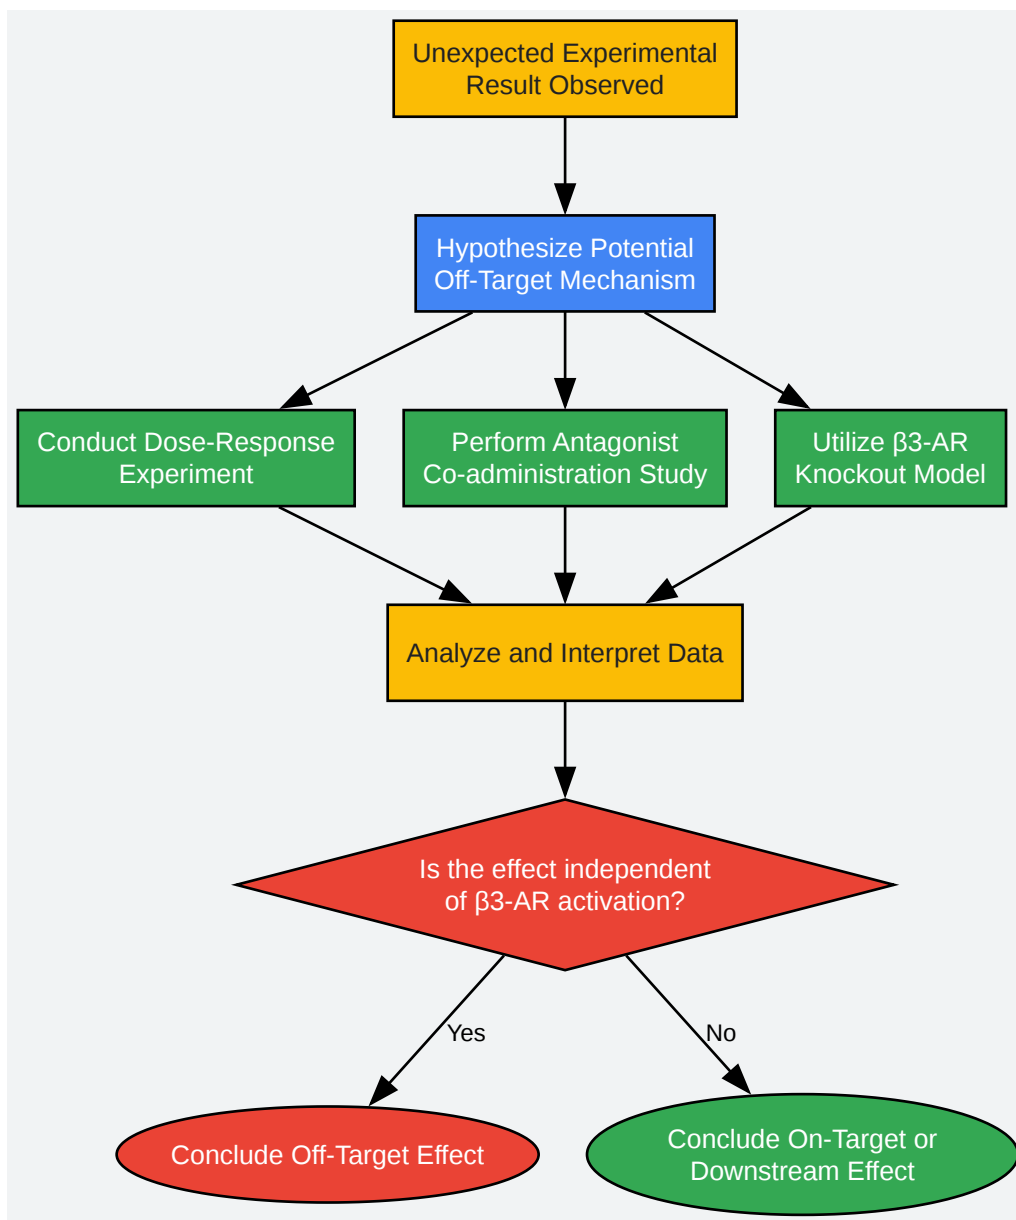 Unexpected Experimental
Result Observed
Hypothesize Potential
Off-Target Mechanism
Conduct Dose-Response
Experiment
Perform Antagonist
Co-administration Study
Utilize β3-AR
Knockout Model
Analyze and Interpret Data
Is the effect independent
of β3-AR activation?
Yes
No
Conclude Off-Target Effect
Conclude On-Target or
Downstream Effect